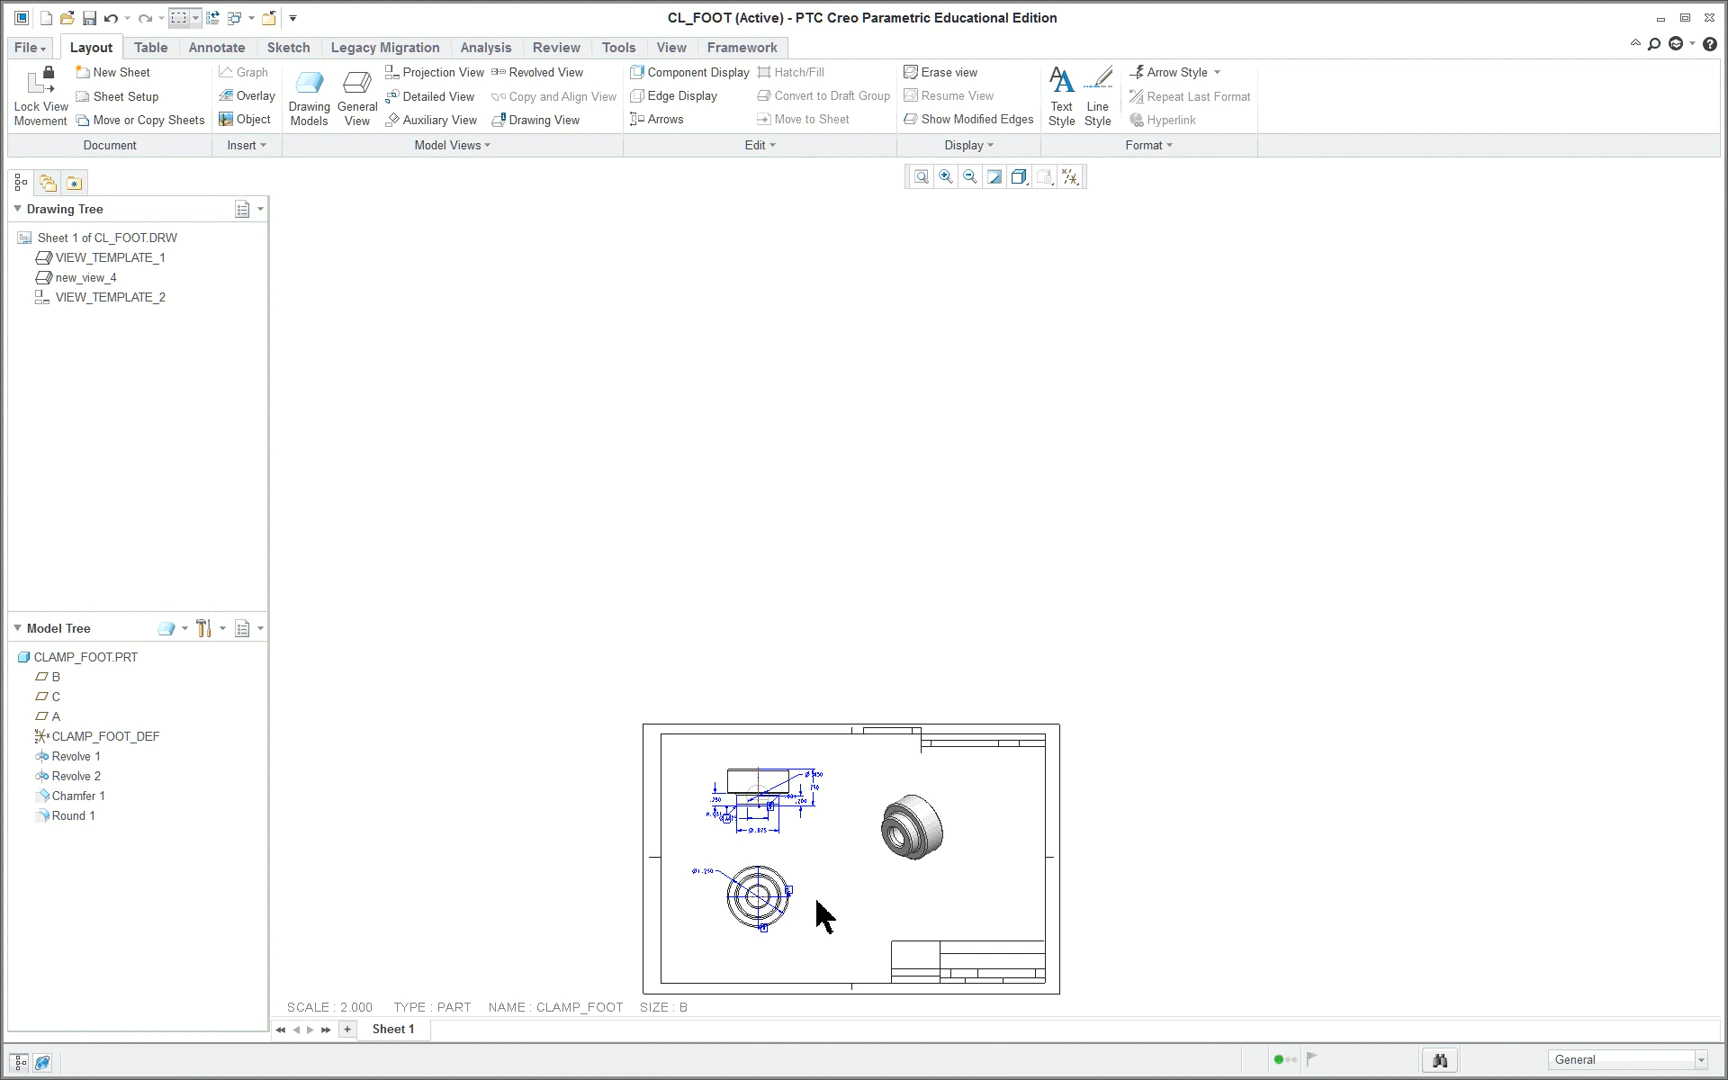 CL_FOOT (Active) - PTC Creo Parametric Educational Edition
File Layout Table Annotate Sketch Legacy Migration Analysis Review Tools View Framework
Lock View Movement
New Sheet
Sheet Setup
Move or Copy Sheets
Document
Graph
Overlay
Object
Insert
Drawing Models
General View
Projection View
Detailed View
Auxiliary View
Revolved View
Copy and Align View
Drawing View
Model Views
Component Display
Edge Display
Arrows
Hatch/Fill
Convert to Draft Group
Move to Sheet
Edit
Erase view
Resume View
Show Modified Edges
Display
Text Style
Line Style
Arrow Style
Repeat Last Format
Hyperlink
Format
Drawing Tree
Sheet 1 of CL_FOOT.DRW
VIEW_TEMPLATE_1
new_view_4
VIEW_TEMPLATE_2
Model Tree
CLAMP_FOOT.PRT
B
C
A
CLAMP_FOOT_DEF
Revolve 1
Revolve 2
Chamfer 1
Round 1
.750
.200
Ø.875
Ø1.250
SCALE : 2.000 TYPE : PART NAME : CLAMP_FOOT SIZE : B
Sheet 1
General